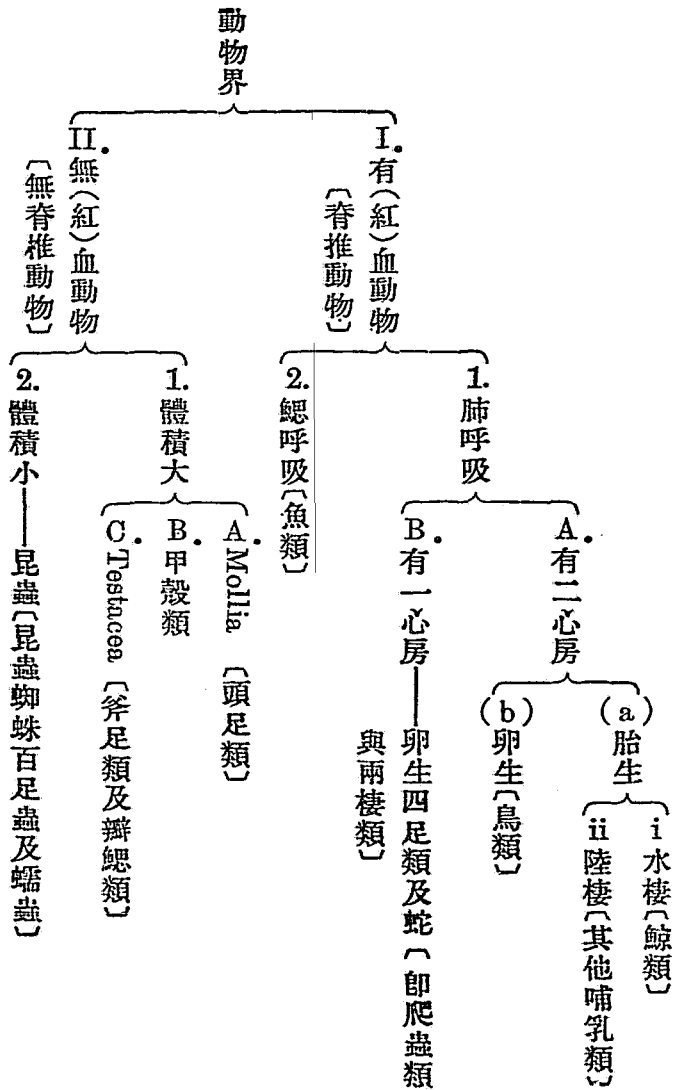 動物界
I. 有(紅)血動物
〔脊推動物〕
1. 肺呼吸
A. 有二心房
(a) 胎生
i 水棲〔鯨類〕
ii 陸棲〔其他哺乳類〕
(b) 卵生〔鳥類〕
B. 有一心房——卵生四足類及蛇〔卽爬蟲類
與兩棲類〕
2. 鰓呼吸〔魚類〕
II. 無(紅)血動物
〔無脊椎動物〕
1. 體積大
A. Mollia 〔頭足類〕
B. 甲殼類
C. Testacea〔斧足類及瓣鰓類〕
2. 體積小——昆蟲〔昆蟲蜘蛛百足蟲及蠕蟲〕